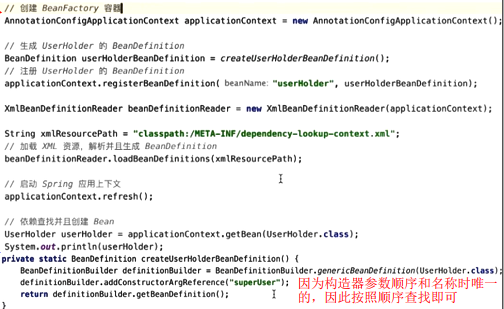 // 创建 BeanFactory 容器
AnnotationConfigApplicationContext applicationContext = new AnnotationConfigApplicationContext();
// 生成 UserHolder 的 BeanDefinition
BeanDefinition userHolderBeanDefinition = createUserHolderBeanDefinition();
// 注册 UserHolder 的 BeanDefinition
applicationContext.registerBeanDefinition( beanName: "userHolder", userHolderBeanDefinition);
XmlBeanDefinitionReader beanDefinitionReader = new XmlBeanDefinitionReader(applicationContext);
String xmlResourcePath = "classpath:/META-INF/dependency-lookup-context.xml";
// 加载 XML 资源，解析并且生成 BeanDefinition
beanDefinitionReader.loadBeanDefinitions(xmlResourcePath);
// 启动 Spring 应用上下文
applicationContext.refresh();
// 依赖查找并且创建 Bean
UserHolder userHolder = applicationContext.getBean(UserHolder.class);
System.out.println(userHolder);
private static BeanDefinition createUserHolderBeanDefinition() {
BeanDefinitionBuilder definitionBuilder = BeanDefinitionBuilder.genericBeanDefinition(UserHolder.class);
definitionBuilder.addConstructorArgReference("superUser");
return definitionBuilder.getBeanDefinition();
}
因为构造器参数顺序和名称时唯一
的，因此按照顺序查找即可